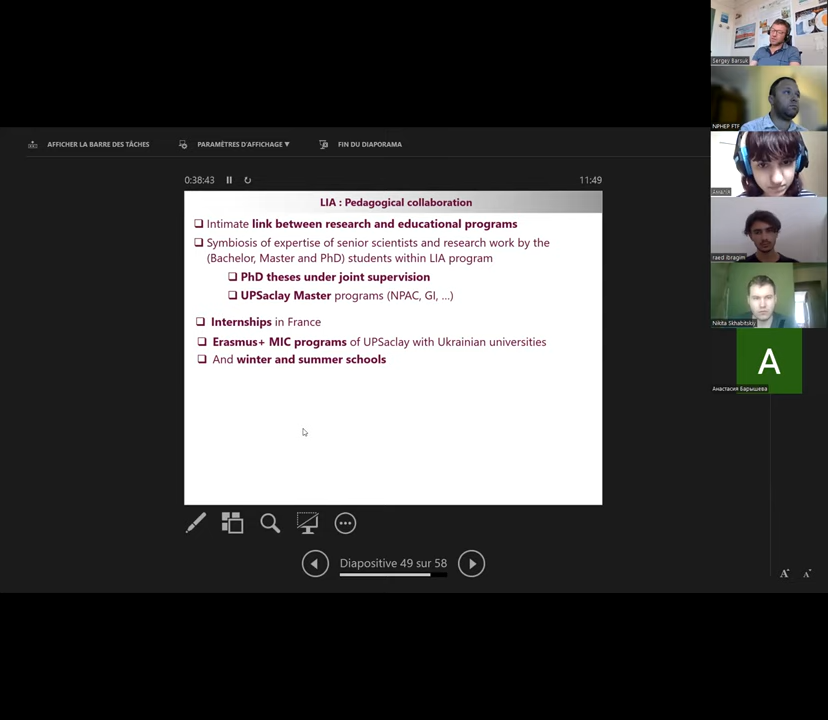 AFFICHER LA BARRE DES TÂCHES
PARAMÈTRES D'AFFICHAGE ▼
FIN DU DIAPORAMA
0:38:43
11:49
LIA : Pedagogical collaboration
❑ Intimate link between research and educational programs
❑ Symbiosis of expertise of senior scientists and research work by the
(Bachelor, Master and PhD) students within LIA program
❑ PhD theses under joint supervision
❑ UPSaclay Master programs (NPAC, GI, ...)
❑ Internships in France
❑ Erasmus+ MIC programs of UPSaclay with Ukrainian universities
❑ And winter and summer schools
Diapositive 49 sur 58
A A
Sergey Barsuk
NPHEP FTF
raed ibragim
Nikita Skhabitskiy
A
Анастасия Барышева